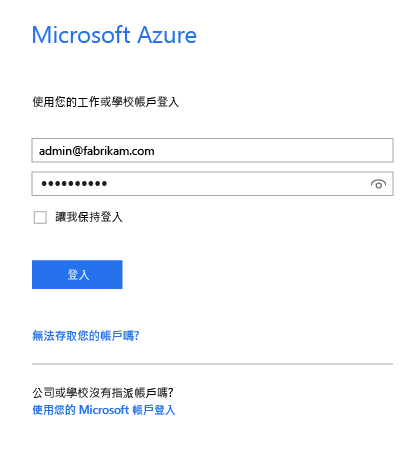 Microsoft Azure
使用您的工作或學校帳戶登入
admin@fabrikam.com
••••••••••
讓我保持登入
登入
無法存取您的帳戶嗎?
公司或學校沒有指派帳戶嗎?
使用您的 Microsoft 帳戶登入